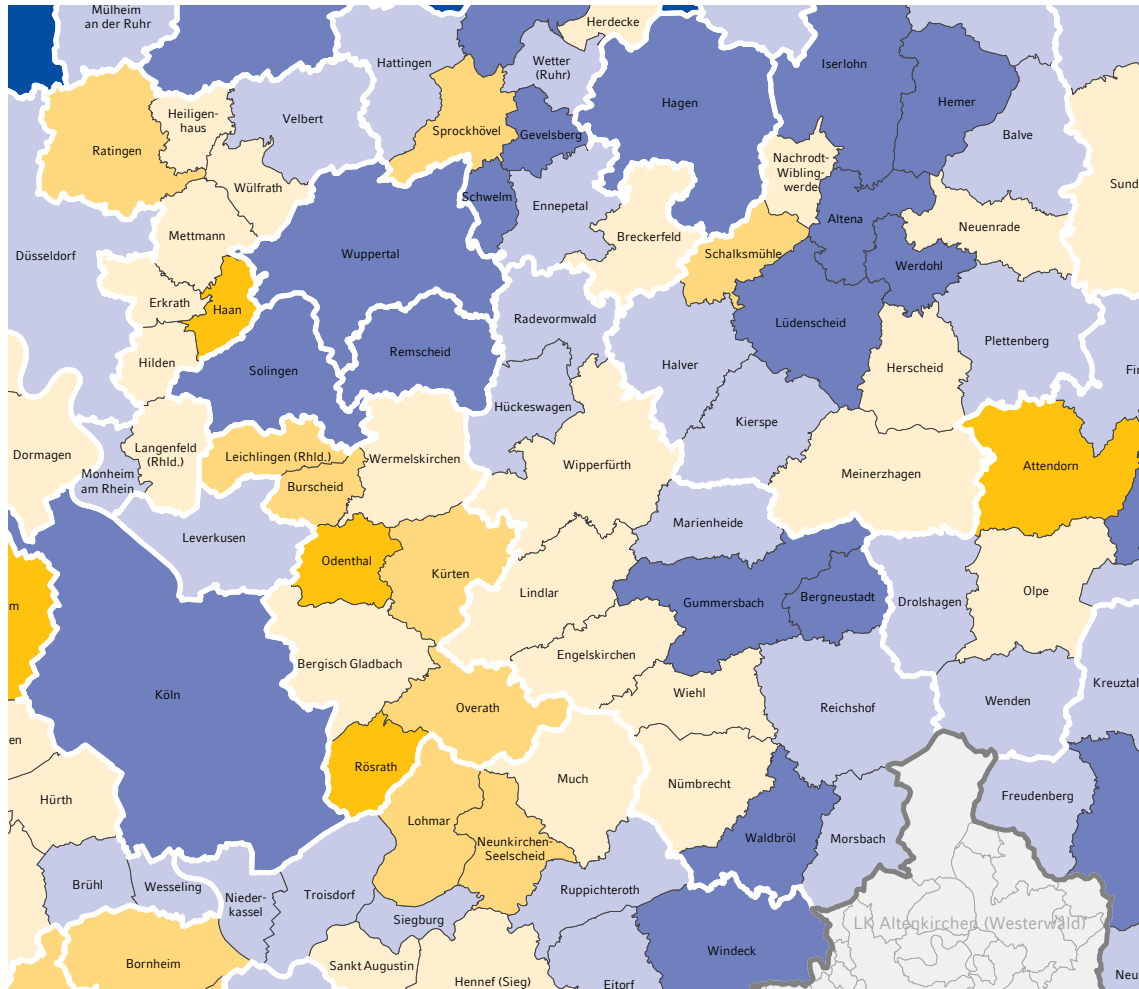 Mülheim
an der Ruhr
Herdecke
Hattingen
Wetter
(Ruhr)
Iserlohn
Hagen
Hemer
Heiligen-
haus
Velbert
Sprockhövel
Gevelsberg
Balve
Ratingen
Nachrodt-
Wibling-
werde
Wülfrath
Schwelm
Ennepetal
Altena
Sund
Mettmann
Breckerfeld
Neuenrade
Düsseldorf
Wuppertal
Schalksmühle
Werdohl
Erkrath
Haan
Radevormwald
Lüdenscheid
Plettenberg
Remscheid
Hilden
Solingen
Halver
Herscheid
Fin
Hückeswagen
Kierspe
Langenfeld
(Rhld.)
Dormagen
Leichlingen (Rhld.)
Wermelskirchen
Wipperfürth
Meinerzhagen
Attendorn
Monheim
am Rhein
Burscheid
Marienheide
Leverkusen
Odenthal
Kürten
Lindlar
Gummersbach
Bergneustadt
Drolshagen
Olpe
m
Engelskirchen
Bergisch Gladbach
Köln
Wiehl
Kreuztal
Overath
Reichshof
Wenden
en
Rösrath
Much
Nümbrecht
Hürth
Freudenberg
Lohmar
Neunkirchen-
Seelscheid
Waldbröl
Morsbach
Brühl
Wesseling
Nieder-
kassel
Troisdorf
Ruppichteroth
Siegburg
LK Altenkirchen (Westerwald)
Windeck
Bornheim
Sankt Augustin
Hennef (Sieg)
Eitorf
Neu